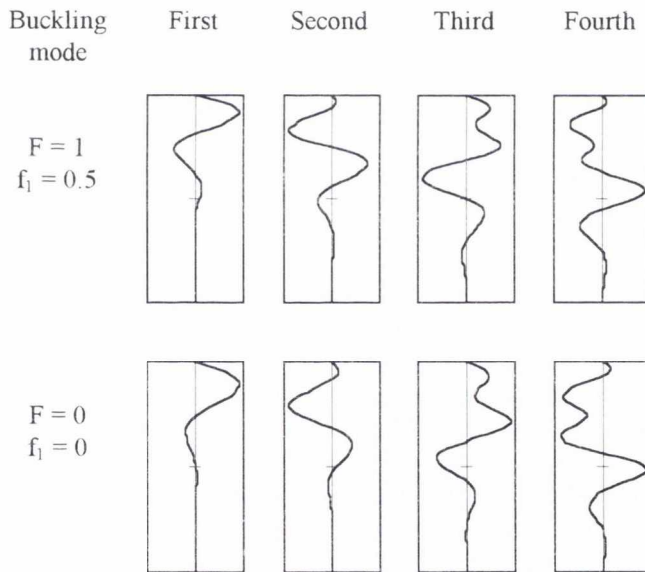 Buckling mode First Second Third Fourth
F = 1
f₁ = 0.5
F = 0
f₁ = 0